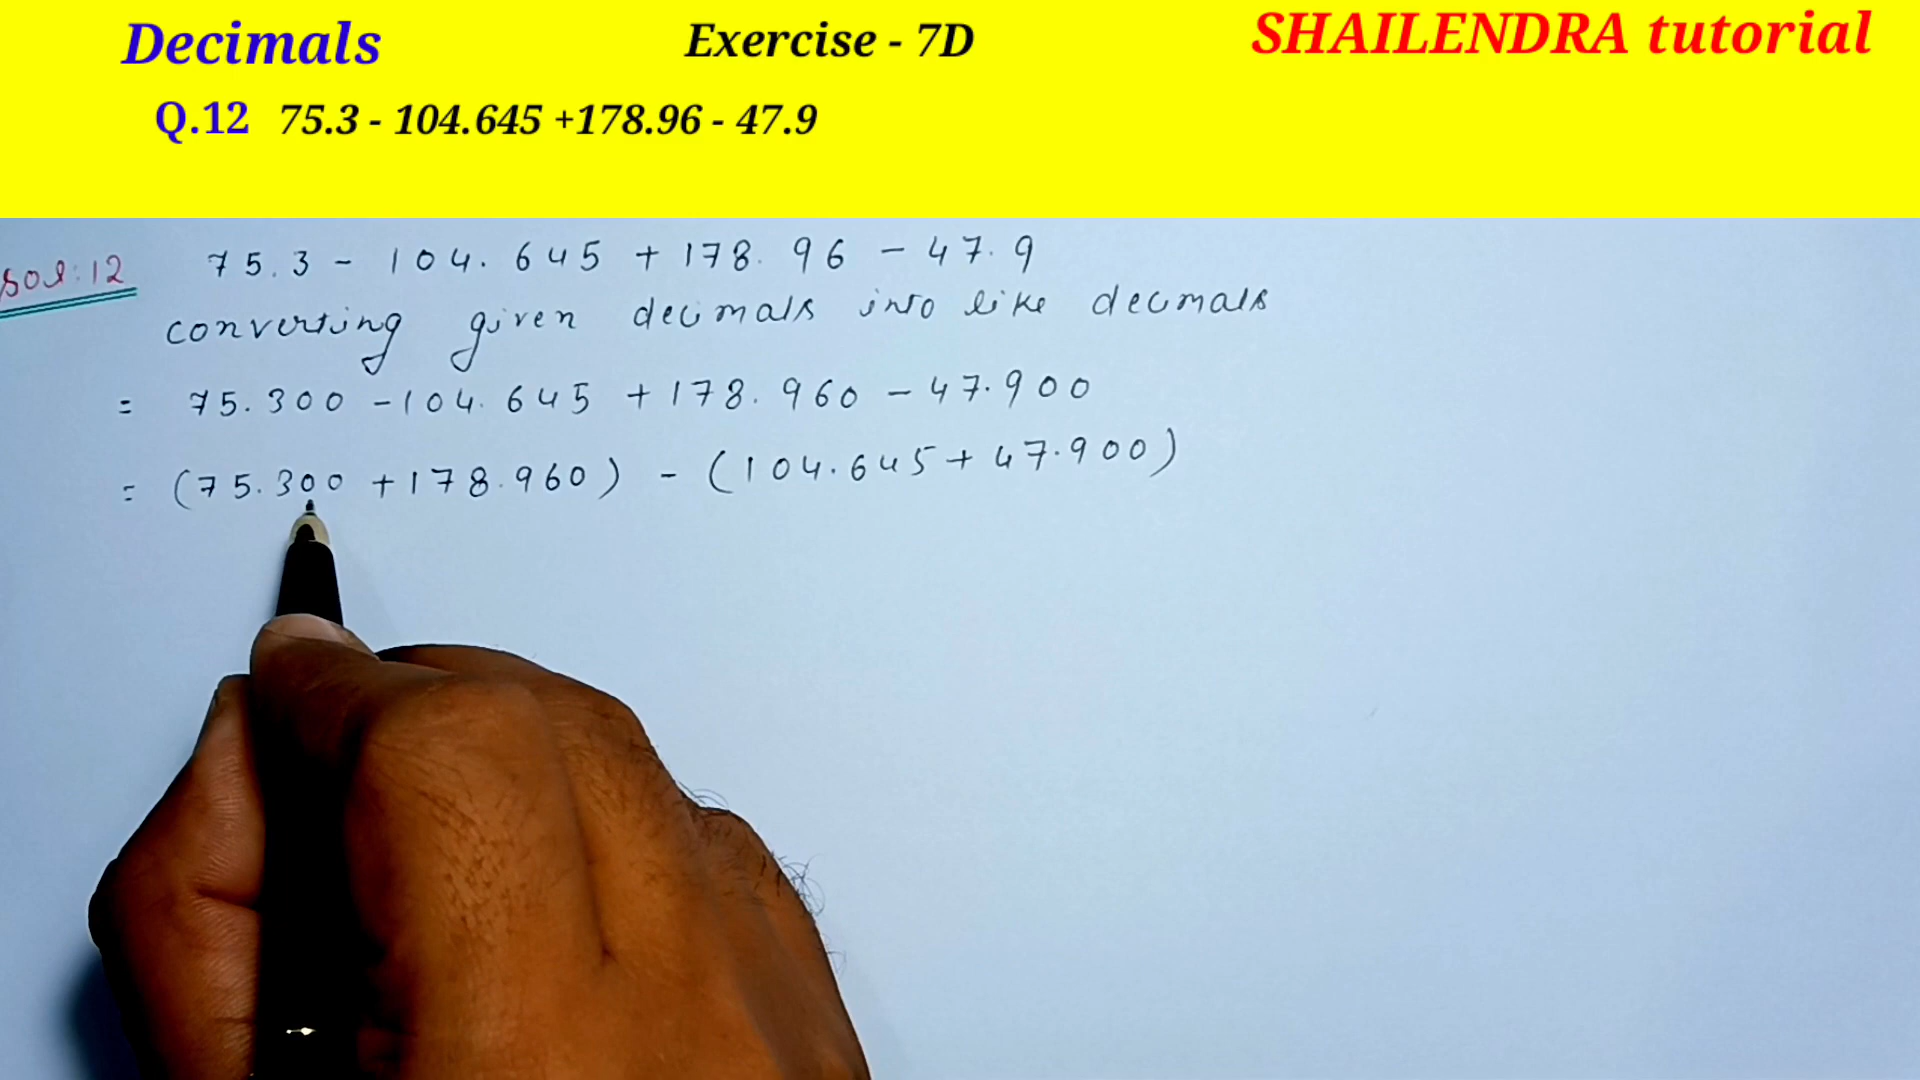 Decimals Exercise - 7D SHAILENDRA tutorial
Q.12 75.3 - 104.645 +178.96 - 47.9
sol:12 75.3 - 104.645 + 178.96 - 47.9
converting given decimals into like decimals
= 75.300 - 104.645 + 178.960 - 47.900
= (75.300 + 178.960) - (104.645 + 47.900)